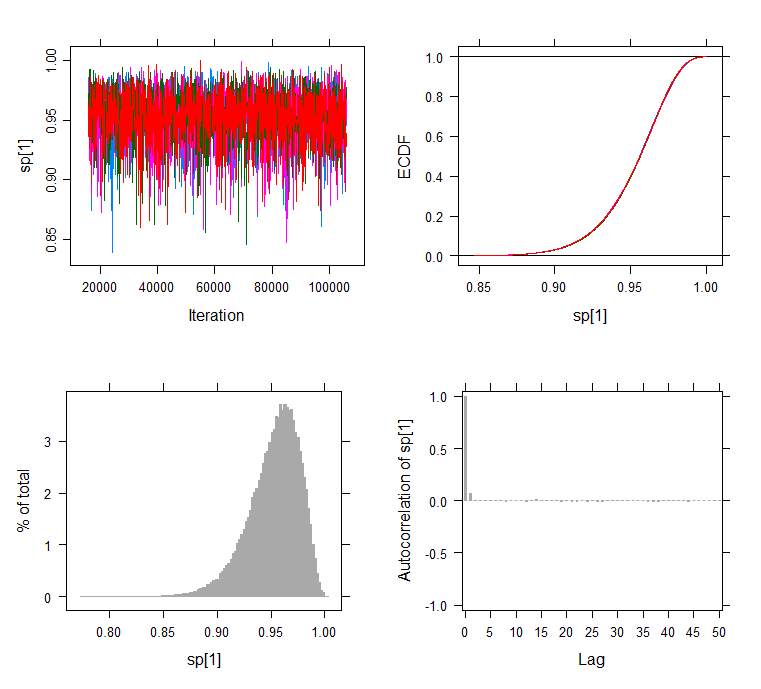 1.00
0.95
0.90
0.85
sp[1]
20000 40000 60000 80000 100000
Iteration
1.0
0.8
0.6
0.4
0.2
0.0
ECDF
0.85 0.90 0.95 1.00
sp[1]
3
2
1
0
% of total
0.80 0.85 0.90 0.95 1.00
sp[1]
1.0
0.5
0.0
-0.5
-1.0
Autocorrelation of sp[1]
0 5 10 15 20 25 30 35 40 45 50
Lag